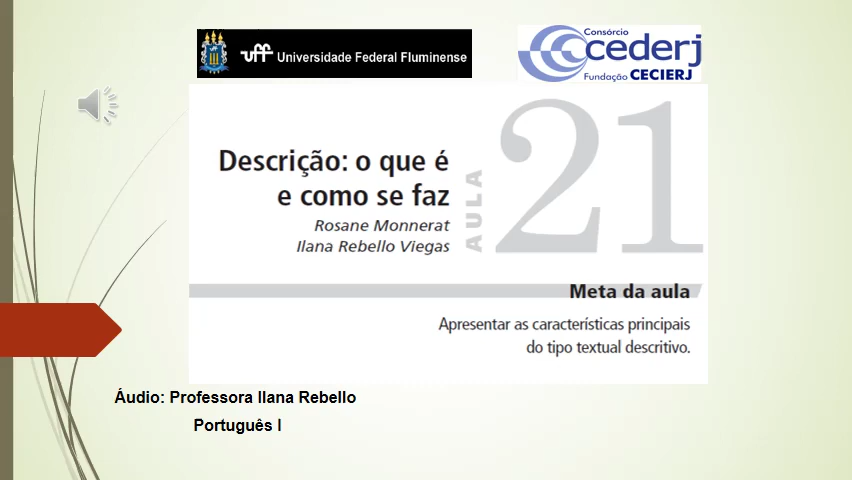 uff Universidade Federal Fluminense
Consórcio
cederj
Fundação CECIERJ
Descrição: o que é
e como se faz
Rosane Monnerat
Ilana Rebello Viegas
AULA
21
Meta da aula
Apresentar as características principais
do tipo textual descritivo.
Áudio: Professora Ilana Rebello
Português I